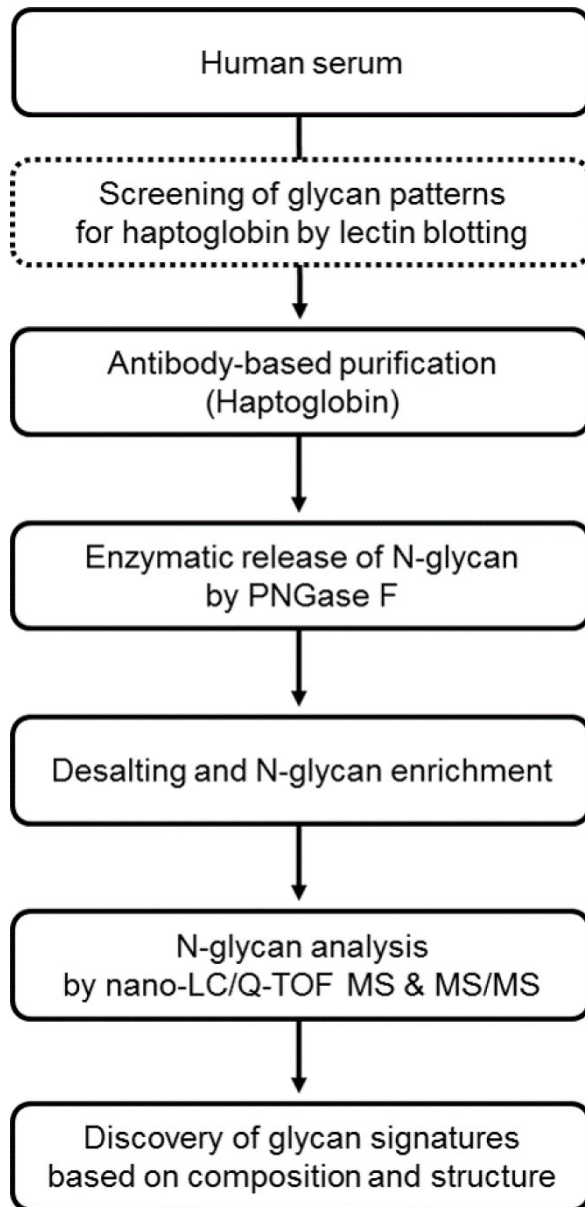 Human serum
Screening of glycan patterns
for haptoglobin by lectin blotting
Antibody-based purification
(Haptoglobin)
Enzymatic release of N-glycan
by PNGase F
Desalting and N-glycan enrichment
N-glycan analysis
by nano-LC/Q-TOF MS & MS/MS
Discovery of glycan signatures
based on composition and structure